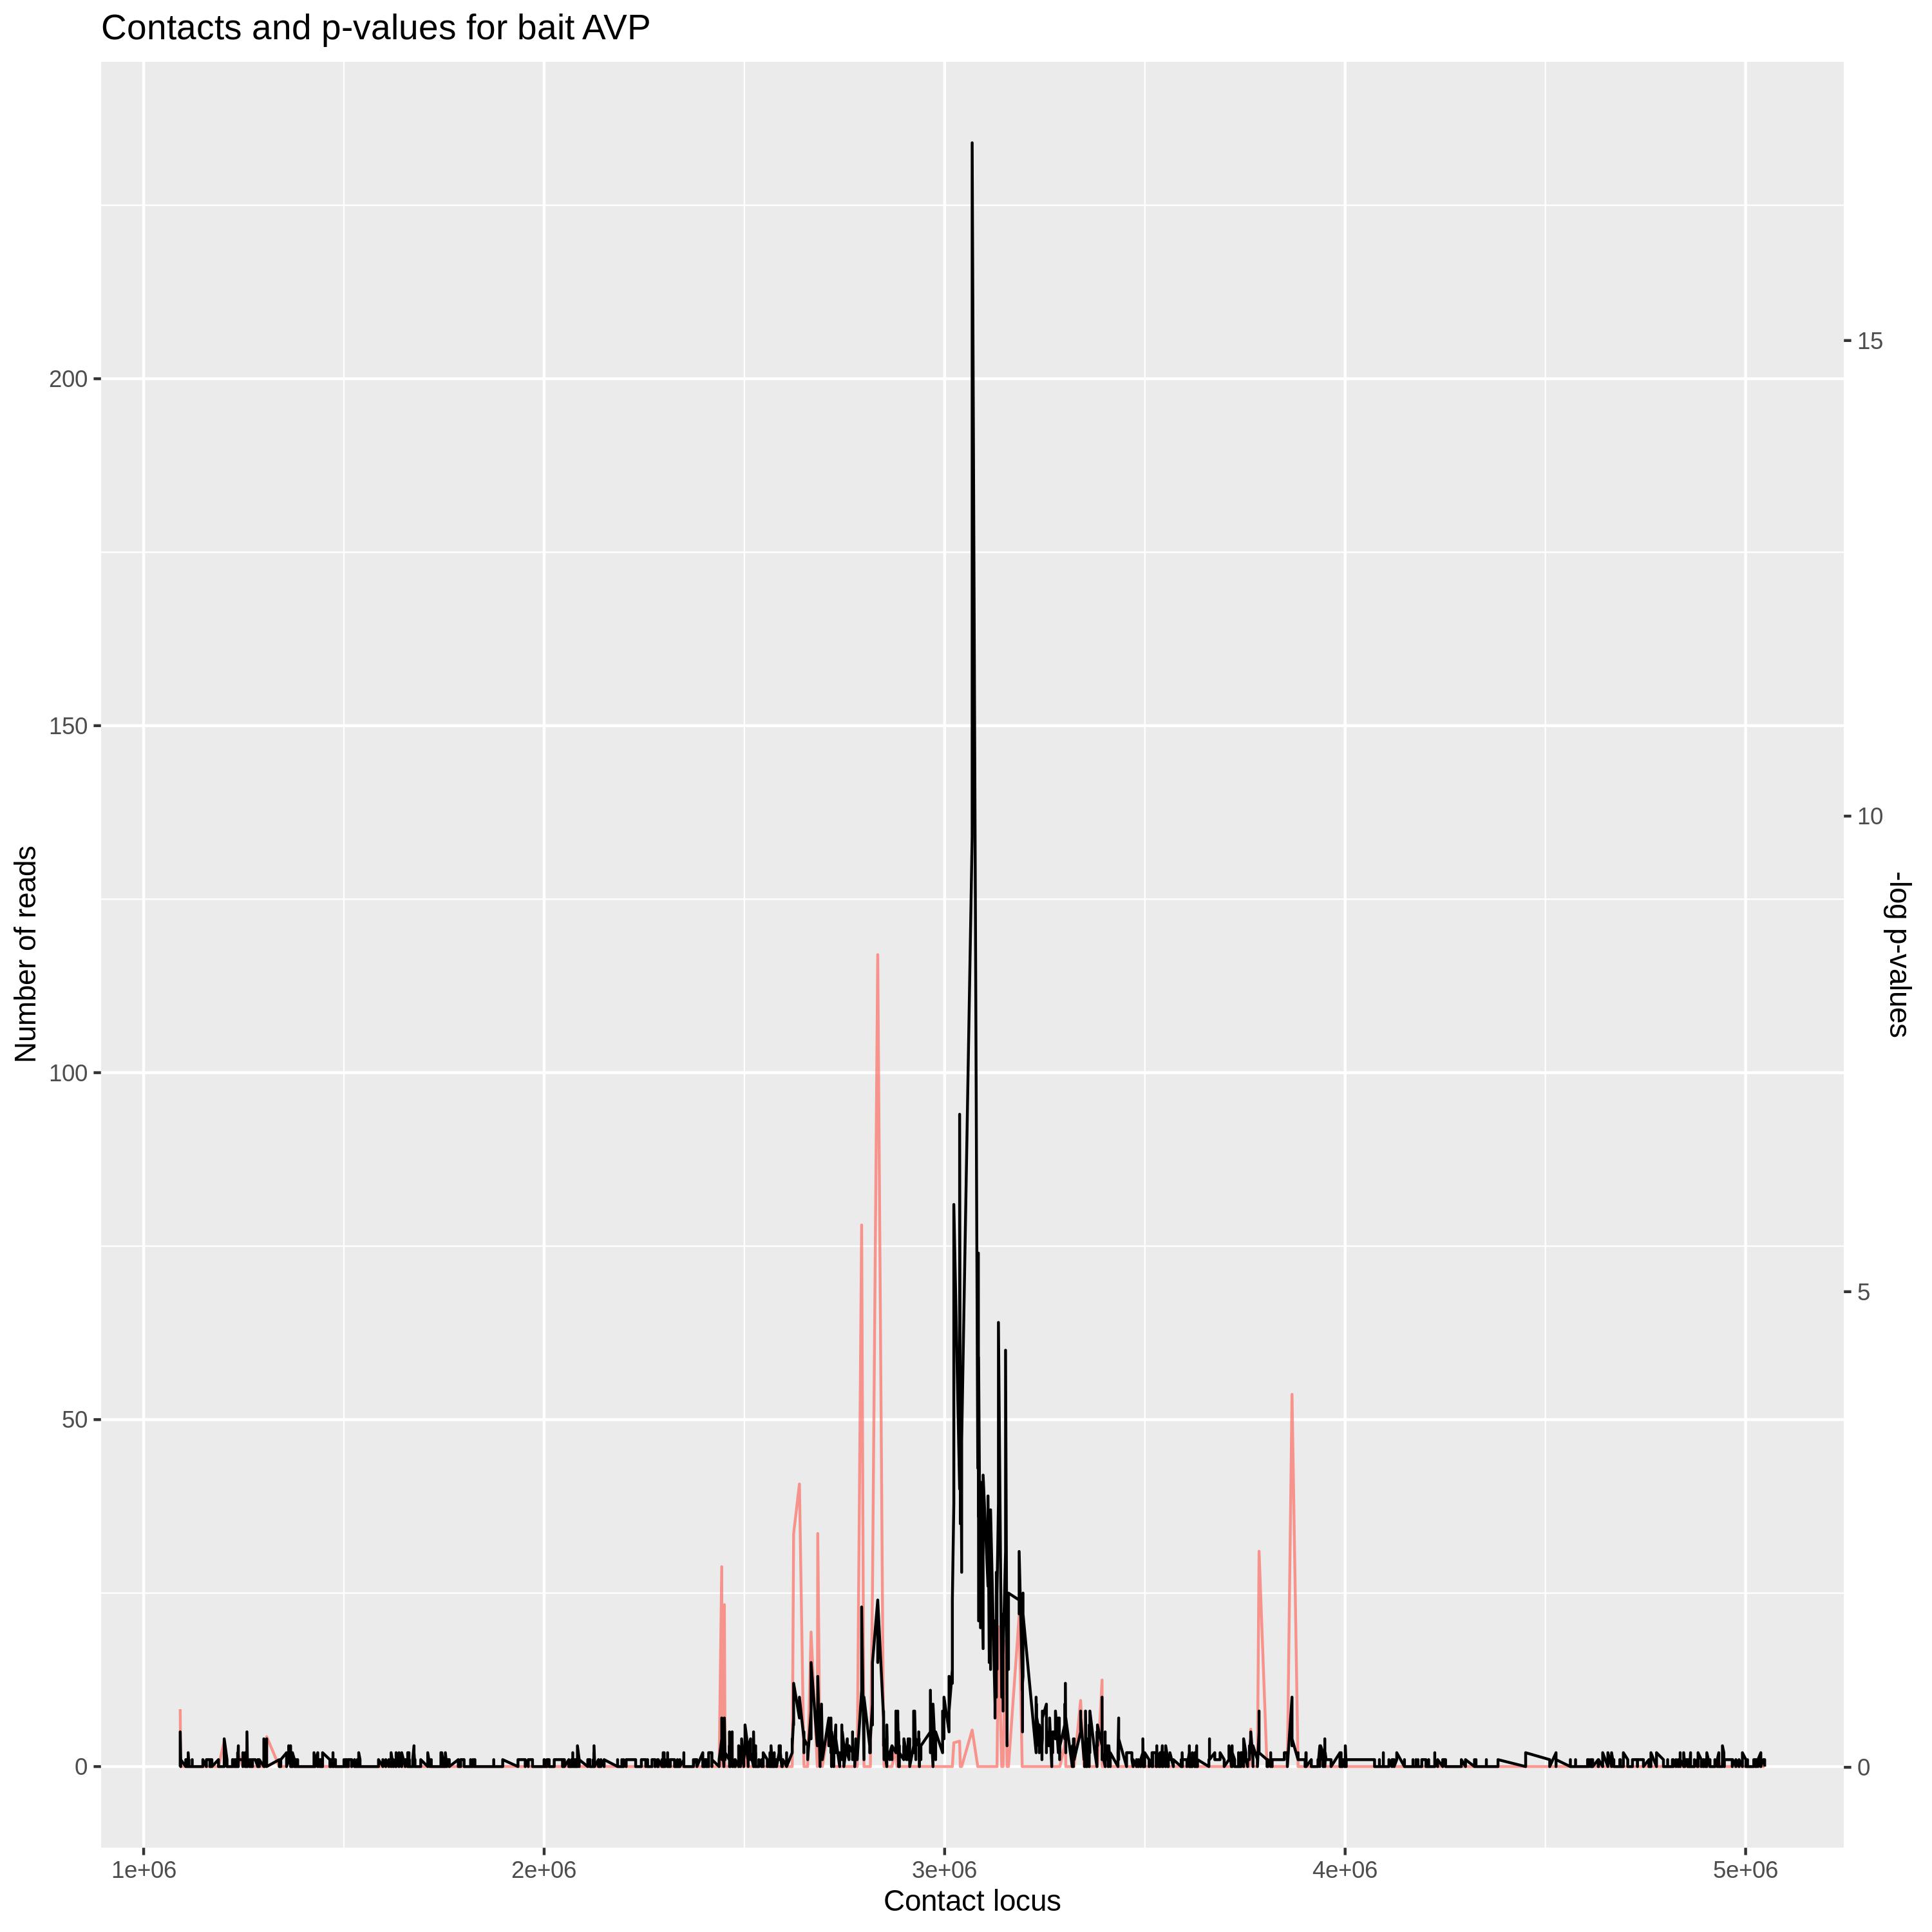 Contacts and p-values for bait AVP
Number of reads
200
150
100
50
0
15
10
5
0
-log p-values
1e+06
2e+06
3e+06
4e+06
5e+06
Contact locus